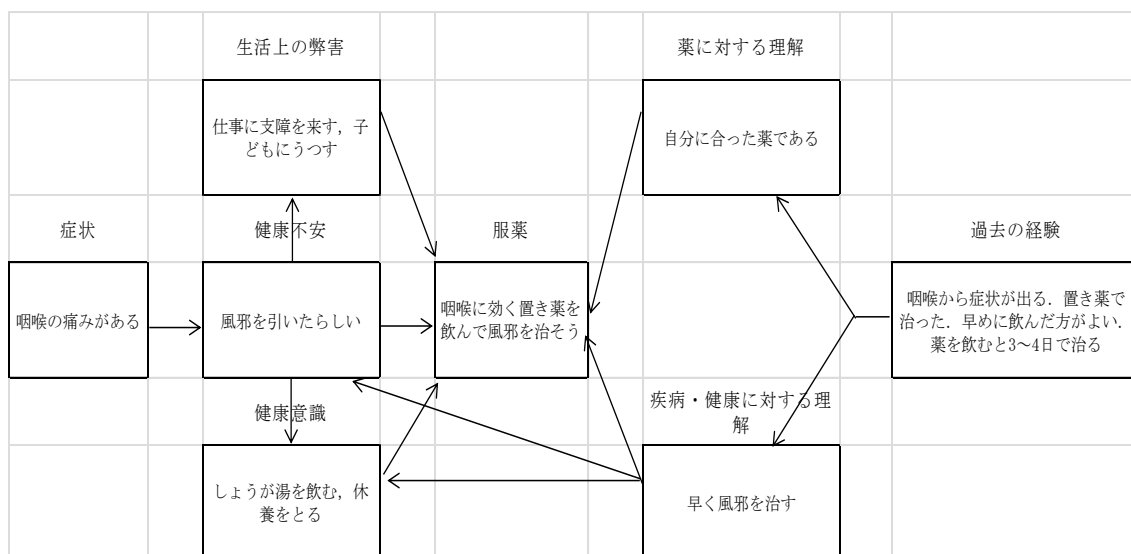 生活上の弊害
薬に対する理解
仕事に支障を来す，子
どもにうつす
自分に合った薬である
症状
健康不安
服薬
過去の経験
咽喉の痛みがある
風邪を引いたらしい
咽喉に効く置き薬を
飲んで風邪を治そう
咽喉から症状が出る．置き薬で
治った．早めに飲んだ方がよい．
薬を飲むと3〜4日で治る
健康意識
疾病・健康に対する理
解
しょうが湯を飲む，休
養をとる
早く風邪を治す